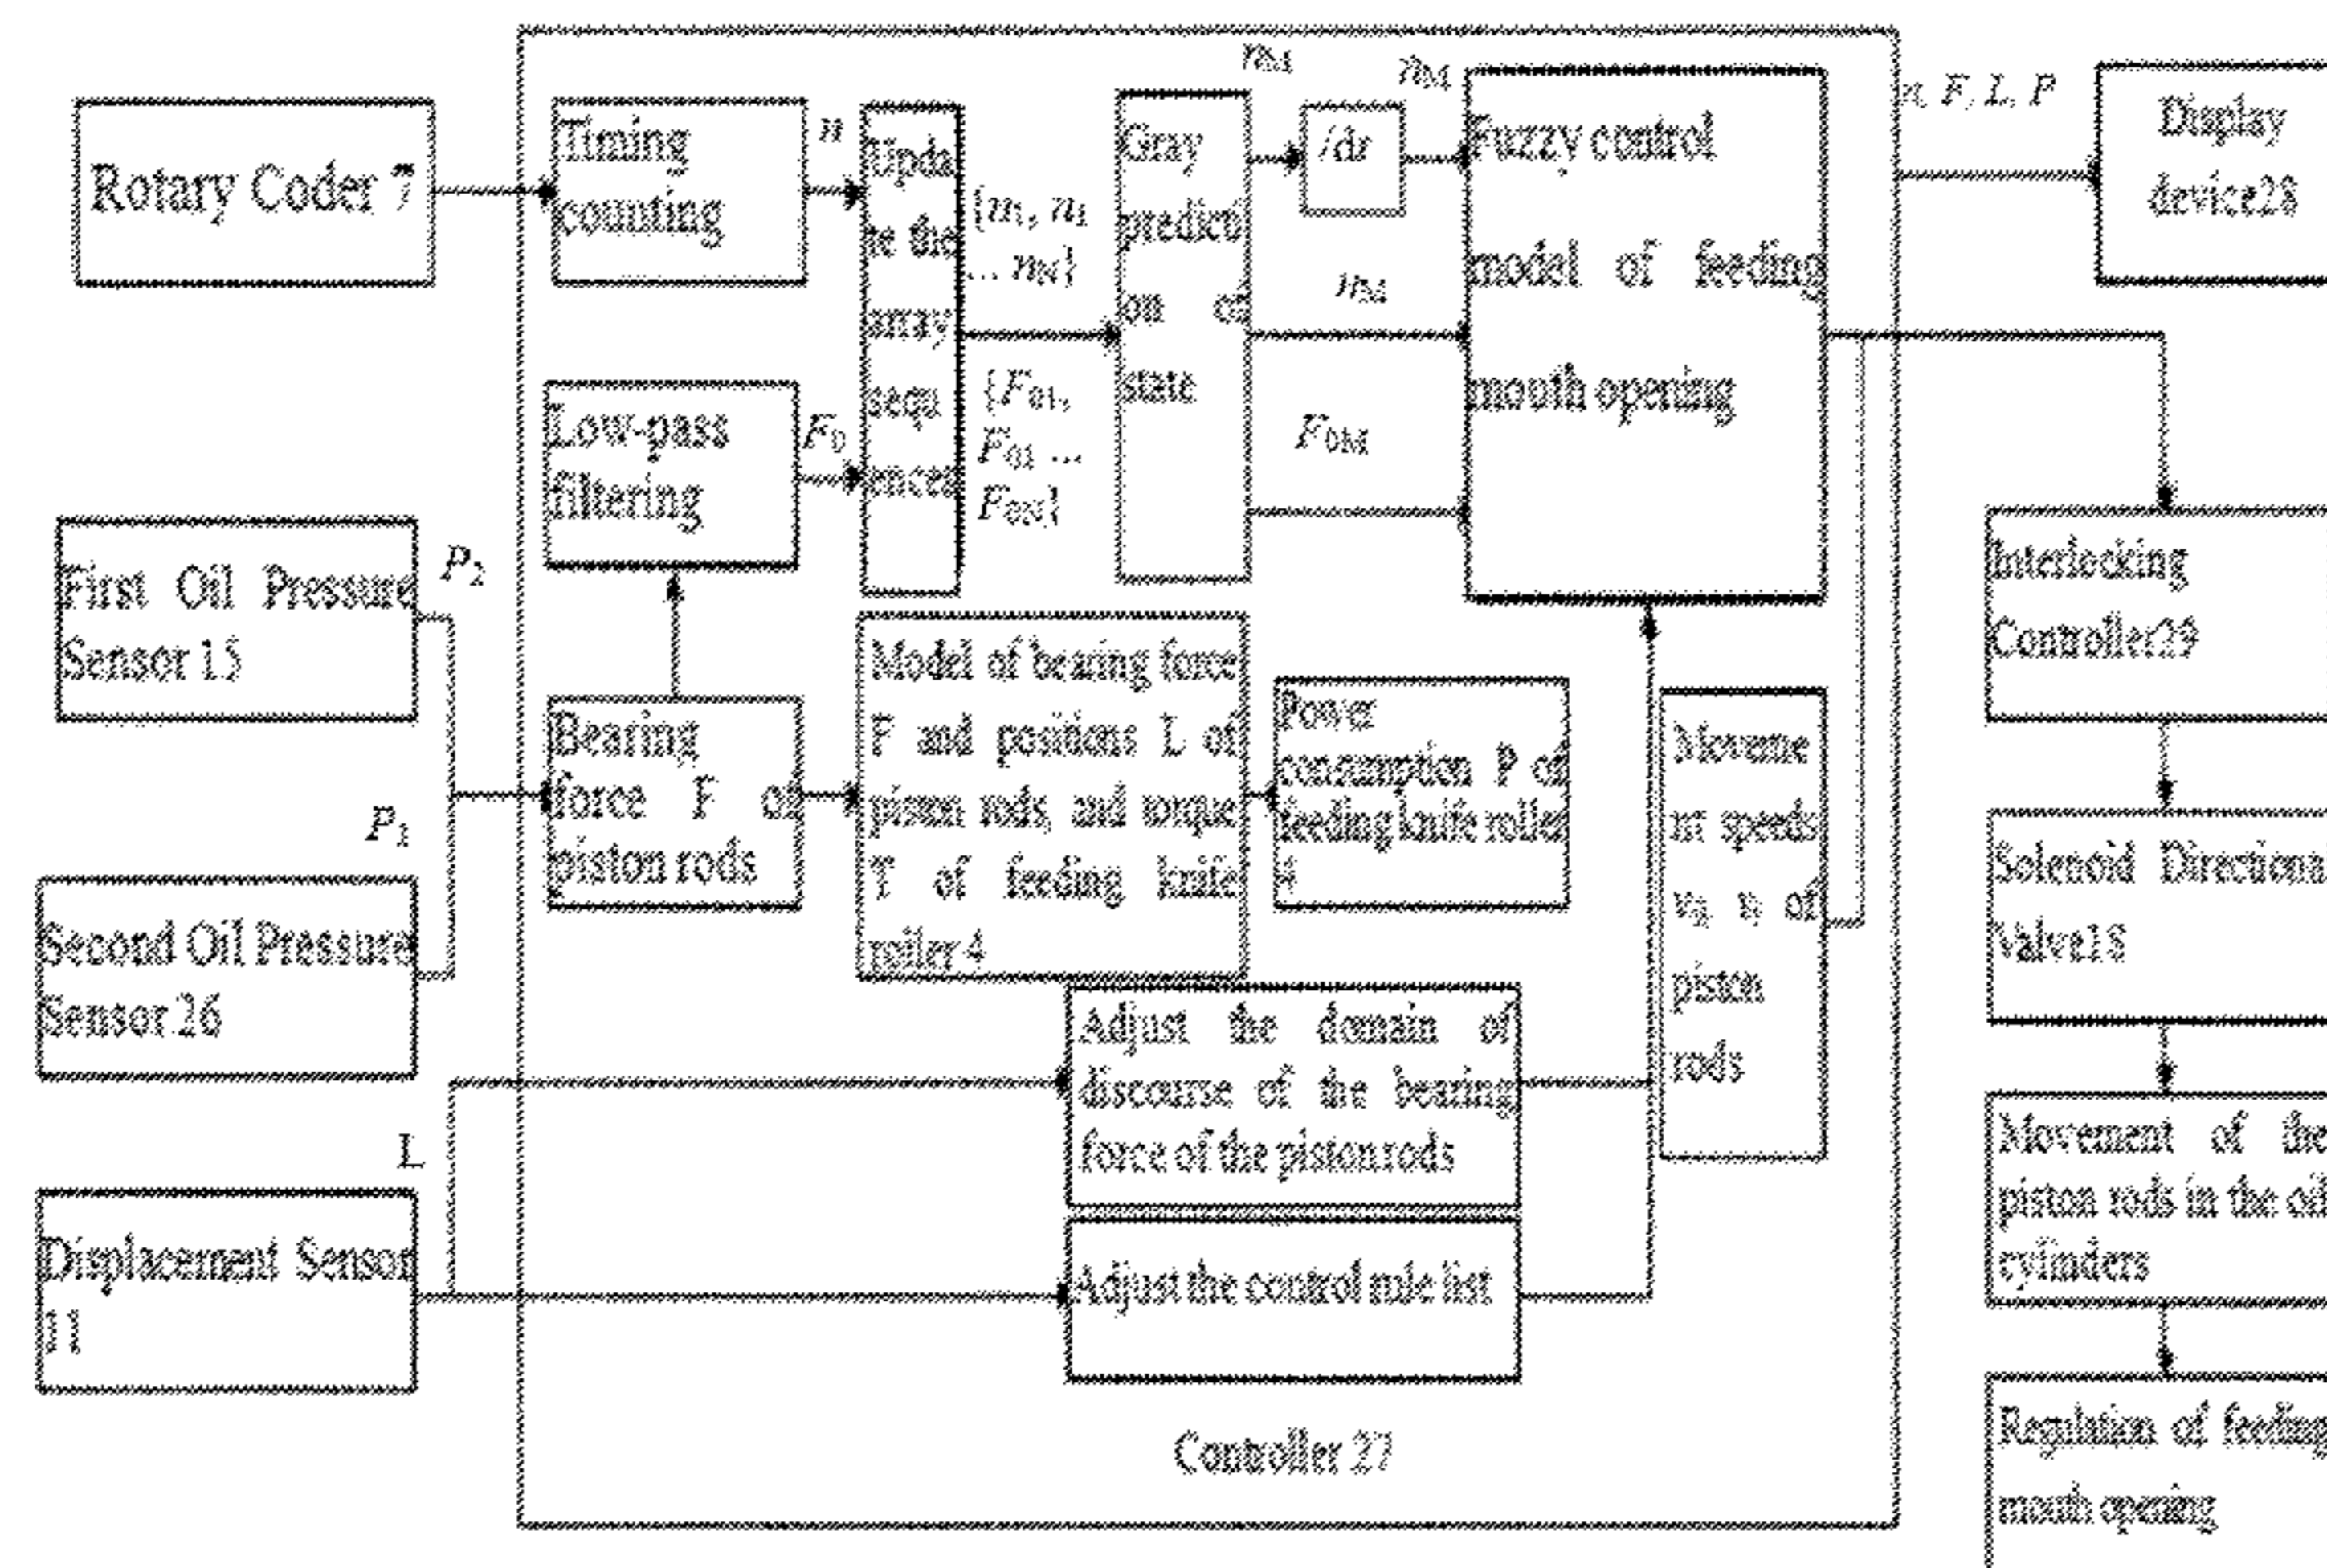 Rotary Coder 7
First Oil Pressure
Sensor 15
P₂
P₁
Second Oil Pressure
Sensor 26
L
Displacement Sensor
11
Timing
counting
n
Low-pass
filtering
F₀
Bearing
force F of
piston rods
Upda
te the
array
sequ
ences
… n_N}
{F₀₁,
F₀₁ …
F₀N}
Gray
predicti
on of
state
n_M
n_M
n_M
F₀M
Fuzzy control
model of feeding
mouth opening
Model of bearing force
F and positions L of
piston rods, and torque
T of feeding knife
roller 4
Power
consumption P of
feeding knife roller
4
Moveme
nt speeds
of
piston
rods
Adjust the domain of
discourse of the bearing
force of the piston rods
Adjust the control rule list
Controller 27
n, F, L, P
Display
device28
Interlocking
Controller29
Solenoid Directional
Valve18
Movement of the
piston rods in the oil
cylinders
Regulation of feeding
mouth opening